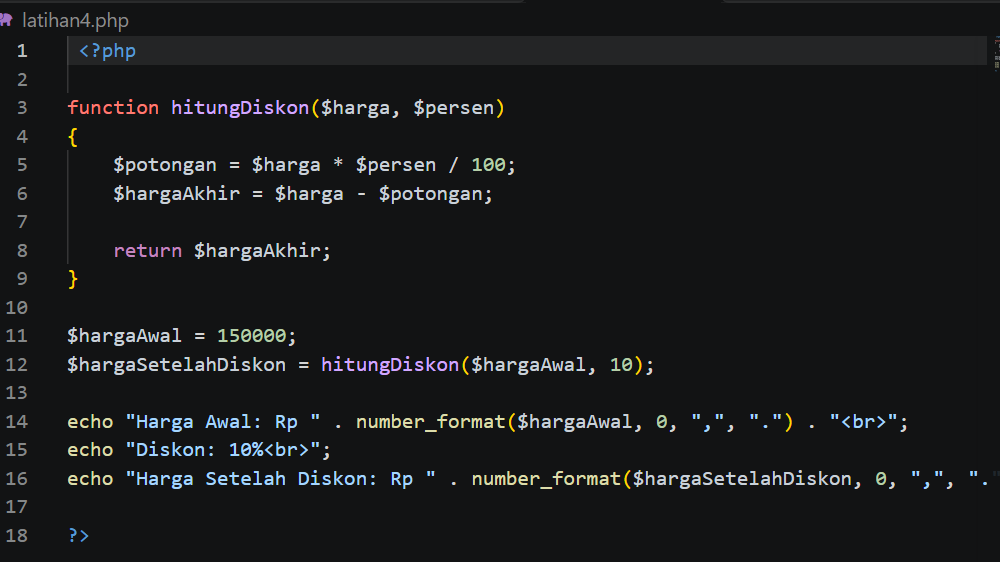 latihan4.php
1 <?php
2
3 function hitungDiskon($harga, $persen)
4 {
5 $potongan = $harga * $persen / 100;
6 $hargaAkhir = $harga - $potongan;
7
8 return $hargaAkhir;
9 }
10
11 $hargaAwal = 150000;
12 $hargaSetelahDiskon = hitungDiskon($hargaAwal, 10);
13
14 echo "Harga Awal: Rp " . number_format($hargaAwal, 0, ",", ".") . "<br>";
15 echo "Diskon: 10%<br>";
16 echo "Harga Setelah Diskon: Rp " . number_format($hargaSetelahDiskon, 0, ",", ".
17
18 ?>